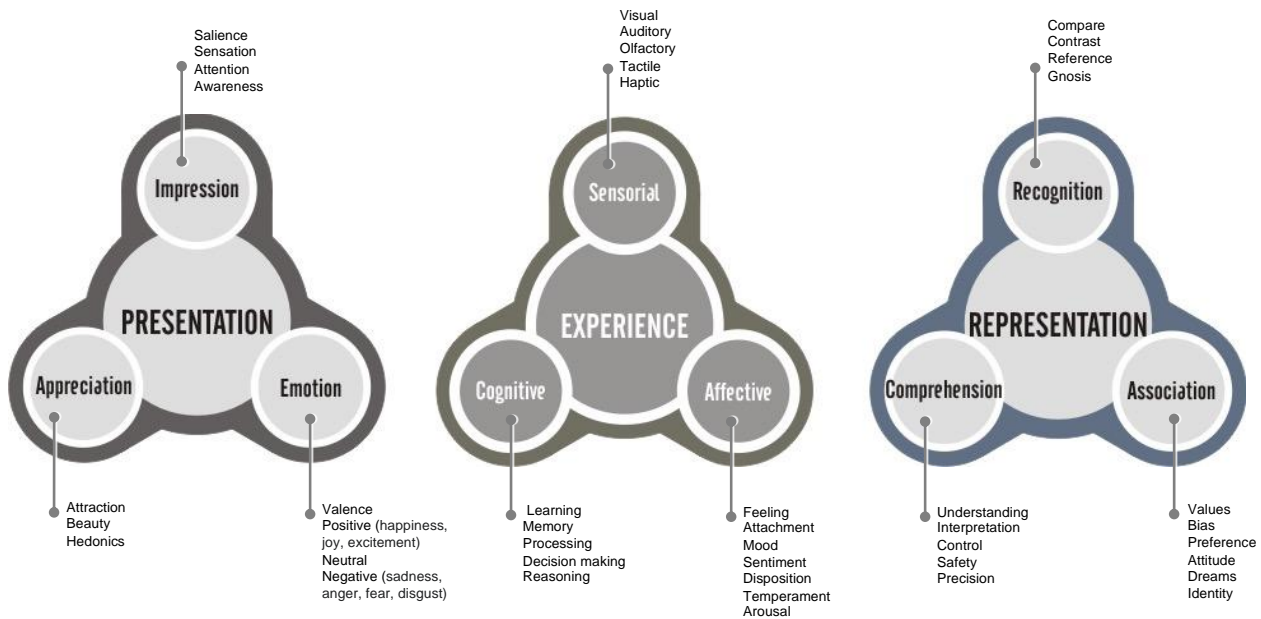 Salience
Sensation
Attention
Awareness
Impression
PRESENTATION
Appreciation
Emotion
Attraction
Beauty
Hedonics
Valence
Positive (happiness,
joy, excitement)
Neutral
Negative (sadness,
anger, fear, disgust)
Visual
Auditory
Olfactory
Tactile
Haptic
Sensorial
EXPERIENCE
Cognitive
Affective
Learning
Memory
Processing
Decision making
Reasoning
Feeling
Attachment
Mood
Sentiment
Disposition
Temperament
Arousal
Compare
Contrast
Reference
Gnosis
Recognition
REPRESENTATION
Comprehension
Association
Understanding
Interpretation
Control
Safety
Precision
Values
Bias
Preference
Attitude
Dreams
Identity